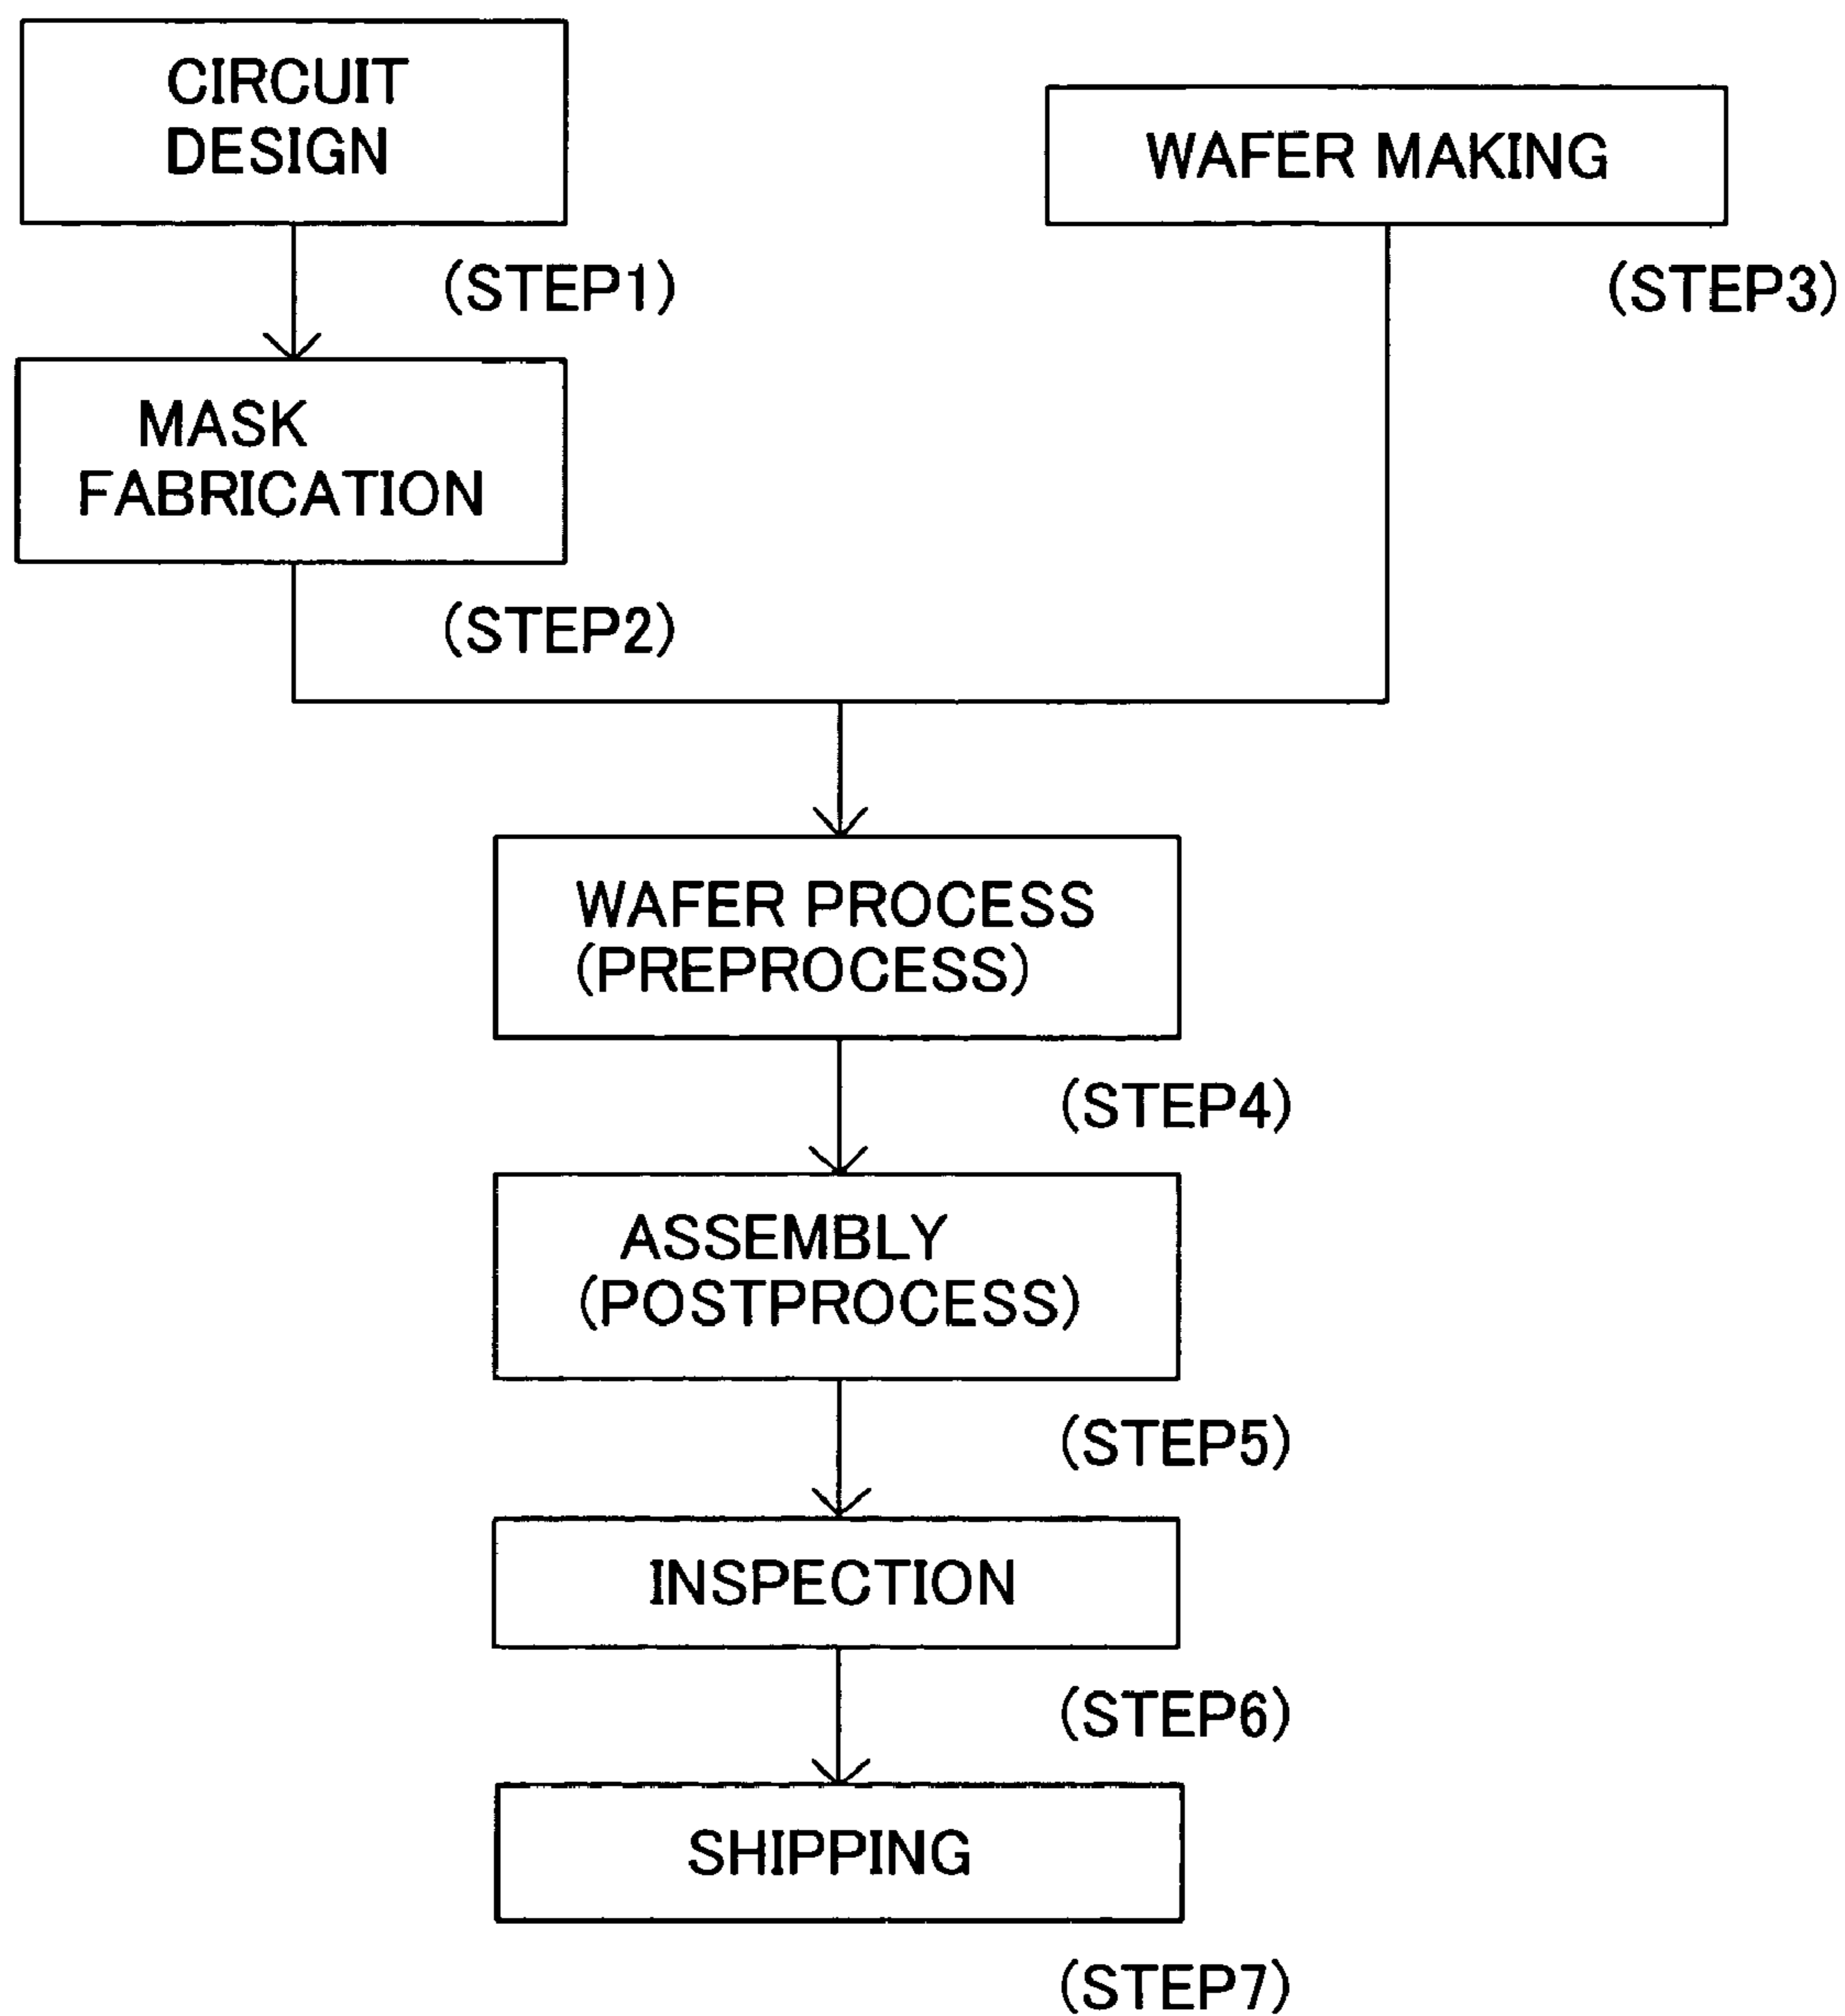 CIRCUIT
DESIGN
(STEP1)
MASK
FABRICATION
(STEP2)
WAFER MAKING
(STEP3)
WAFER PROCESS
(PREPROCESS)
(STEP4)
ASSEMBLY
(POSTPROCESS)
(STEP5)
INSPECTION
(STEP6)
SHIPPING
(STEP7)